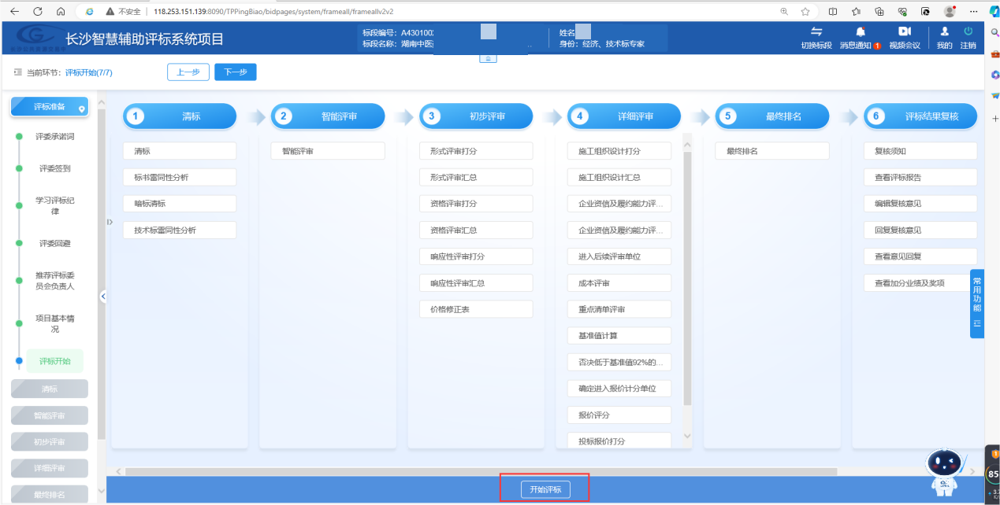 不安全 118.253.151.139:8090/TPPingBiao/bidpages/system/frameall/frameallv2v2
长沙智慧辅助评标系统项目
标段编号: A430100
标段名称: 湖南中医
...
姓名
身份: 经济、技术标专家
切换标段
消息通知
1
视频会议
我的
注销
当前环节: 评标开始(7/7)
上一步
下一步
评标准备
评委承诺词
评委签到
学习评标纪
律
评委回避
推荐评标委
员会负责人
项目基本情
况
评标开始
清标
智能评审
初步评审
详细评审
最终排名
1 清标
清标
标书雷同性分析
暗标清标
技术标雷同性分析
2 智能评审
智能评审
3 初步评审
形式评审打分
形式评审汇总
资格评审打分
资格评审汇总
响应性评审打分
响应性评审汇总
价格修正表
4 详细评审
施工组织设计打分
施工组织设计汇总
企业资信及履约能力评...
企业资信及履约能力评...
进入后续评审单位
成本评审
重点清单评审
基准值计算
否决低于基准值92%的...
确定进入报价计分单位
报价评分
投标报价打分
5 最终排名
最终排名
6 评标结果复核
复核须知
查看评标报告
编辑复核意见
回复复核意见
查看意见回复
查看加分业绩及奖项
常用功能
开始评标
85